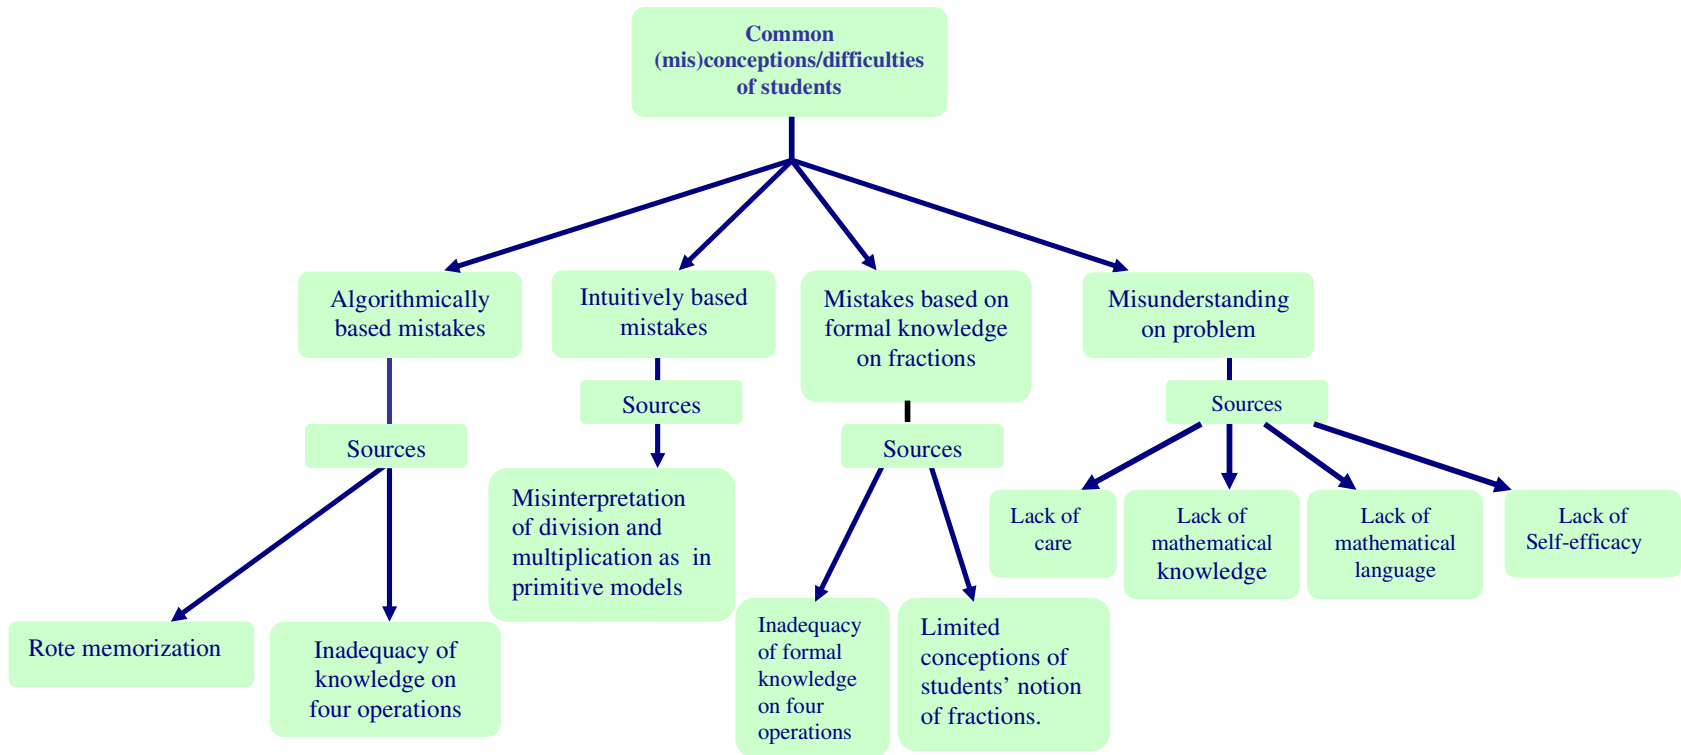 Common
(mis)conceptions/difficulties
of students
Algorithmically
based mistakes
Intuitively based
mistakes
Mistakes based on
formal knowledge
on fractions
Misunderstanding
on problem
Sources
Sources
Sources
Sources
Rote memorization
Inadequacy of
knowledge on
four operations
Misinterpretation
of division and
multiplication as in
primitive models
Inadequacy
of formal
knowledge
on four
operations
Limited
conceptions of
students’ notion
of fractions.
Lack of
care
Lack of
mathematical
knowledge
Lack of
mathematical
language
Lack of
Self-efficacy